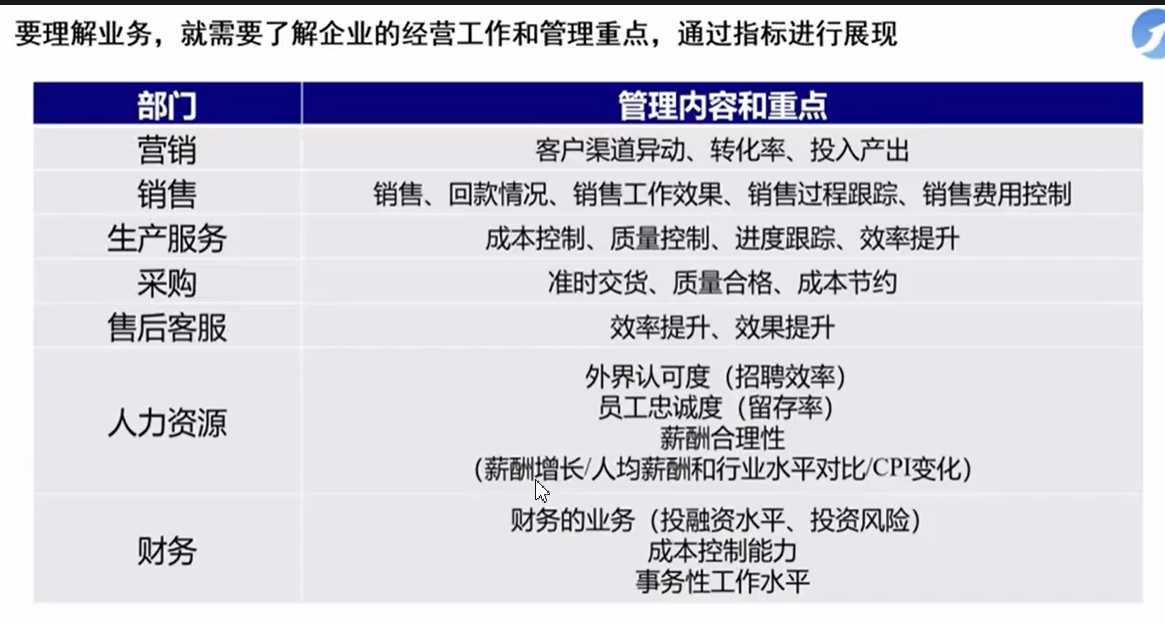 要理解业务，就需要了解企业的经营工作和管理重点，通过指标进行展现
部门 管理内容和重点
营销 客户渠道异动、转化率、投入产出
销售 销售、回款情况、销售工作效果、销售过程跟踪、销售费用控制
生产服务 成本控制、质量控制、进度跟踪、效率提升
采购 准时交货、质量合格、成本节约
售后客服 效率提升、效果提升
人力资源
外界认可度（招聘效率）
员工忠诚度（留存率）
薪酬合理性
（薪酬增长/人均薪酬和行业水平对比/CPI变化）
财务
财务的业务（投融资水平、投资风险）
成本控制能力
事务性工作水平